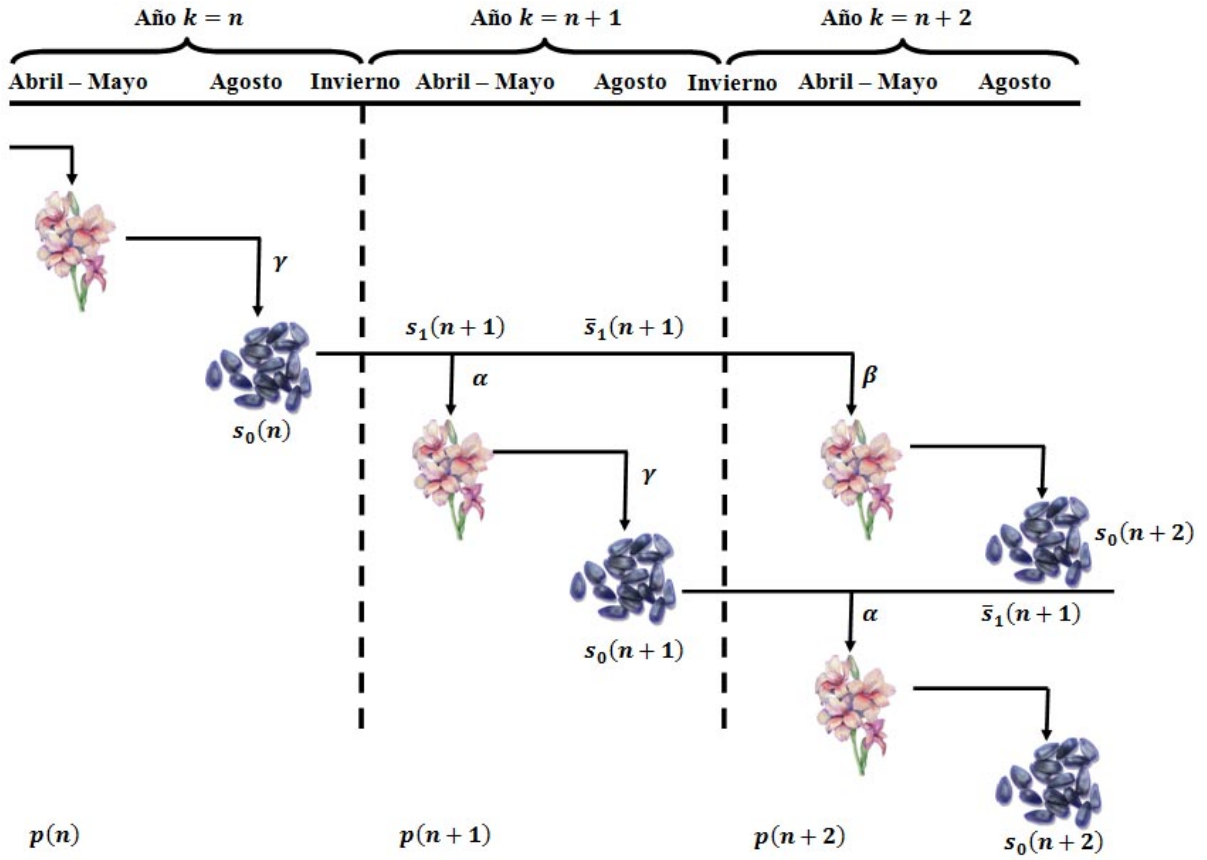 Año k = n Año k = n + 1 Año k = n + 2
Abril – Mayo Agosto Invierno Abril – Mayo Agosto Invierno Abril – Mayo Agosto
γ
s₁(n + 1) s̄₁(n + 1)
α β
s₀(n)
γ
s₀(n + 2)
α s̄₁(n + 1)
s₀(n + 1)
p(n) p(n + 1) p(n + 2) s₀(n + 2)